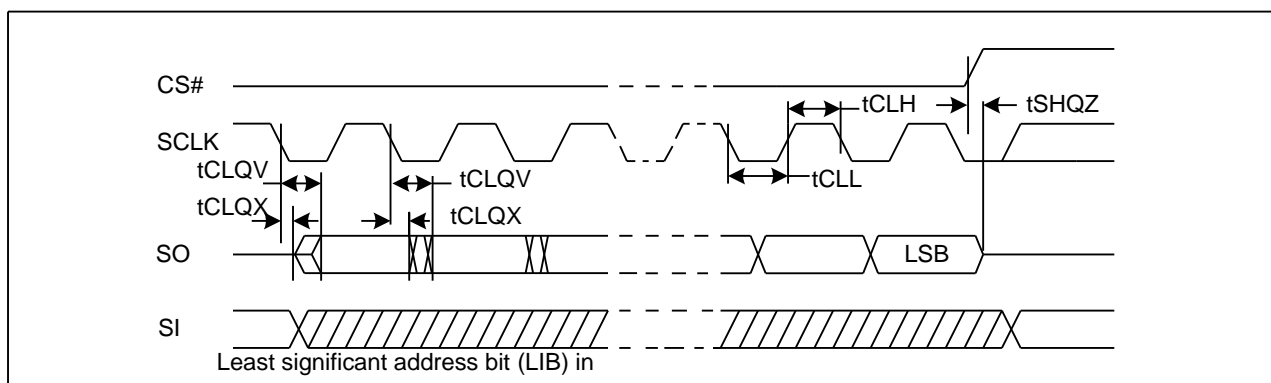 CS#
tCLH
tSHQZ
SCLK
tCLQV
tCLQV
tCLL
tCLQX
tCLQX
SO
LSB
SI
Least significant address bit (LIB) in